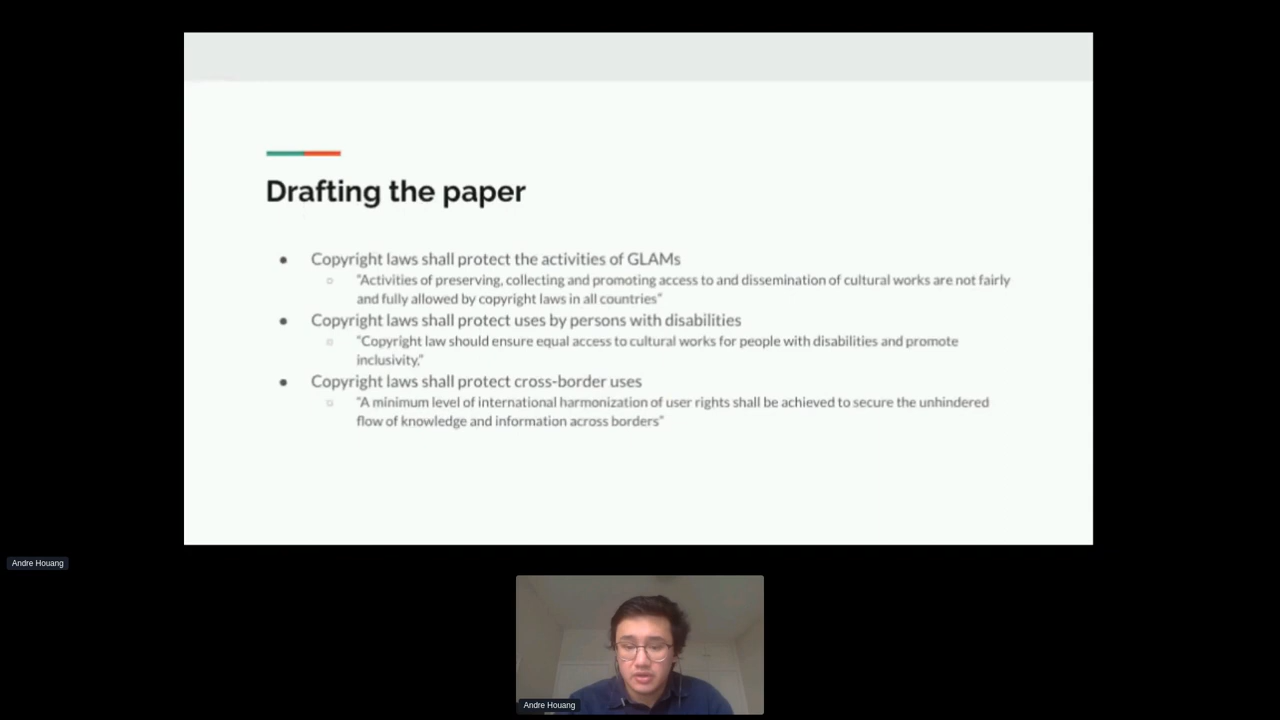 Drafting the paper
● Copyright laws shall protect the activities of GLAMs
○ “Activities of preserving, collecting and promoting access to and dissemination of cultural works are not fairly
and fully allowed by copyright laws in all countries”
● Copyright laws shall protect uses by persons with disabilities
○ “Copyright law should ensure equal access to cultural works for people with disabilities and promote
inclusivity.”
● Copyright laws shall protect cross-border uses
○ “A minimum level of international harmonization of user rights shall be achieved to secure the unhindered
flow of knowledge and information across borders”
Andre Houang
Andre Houang